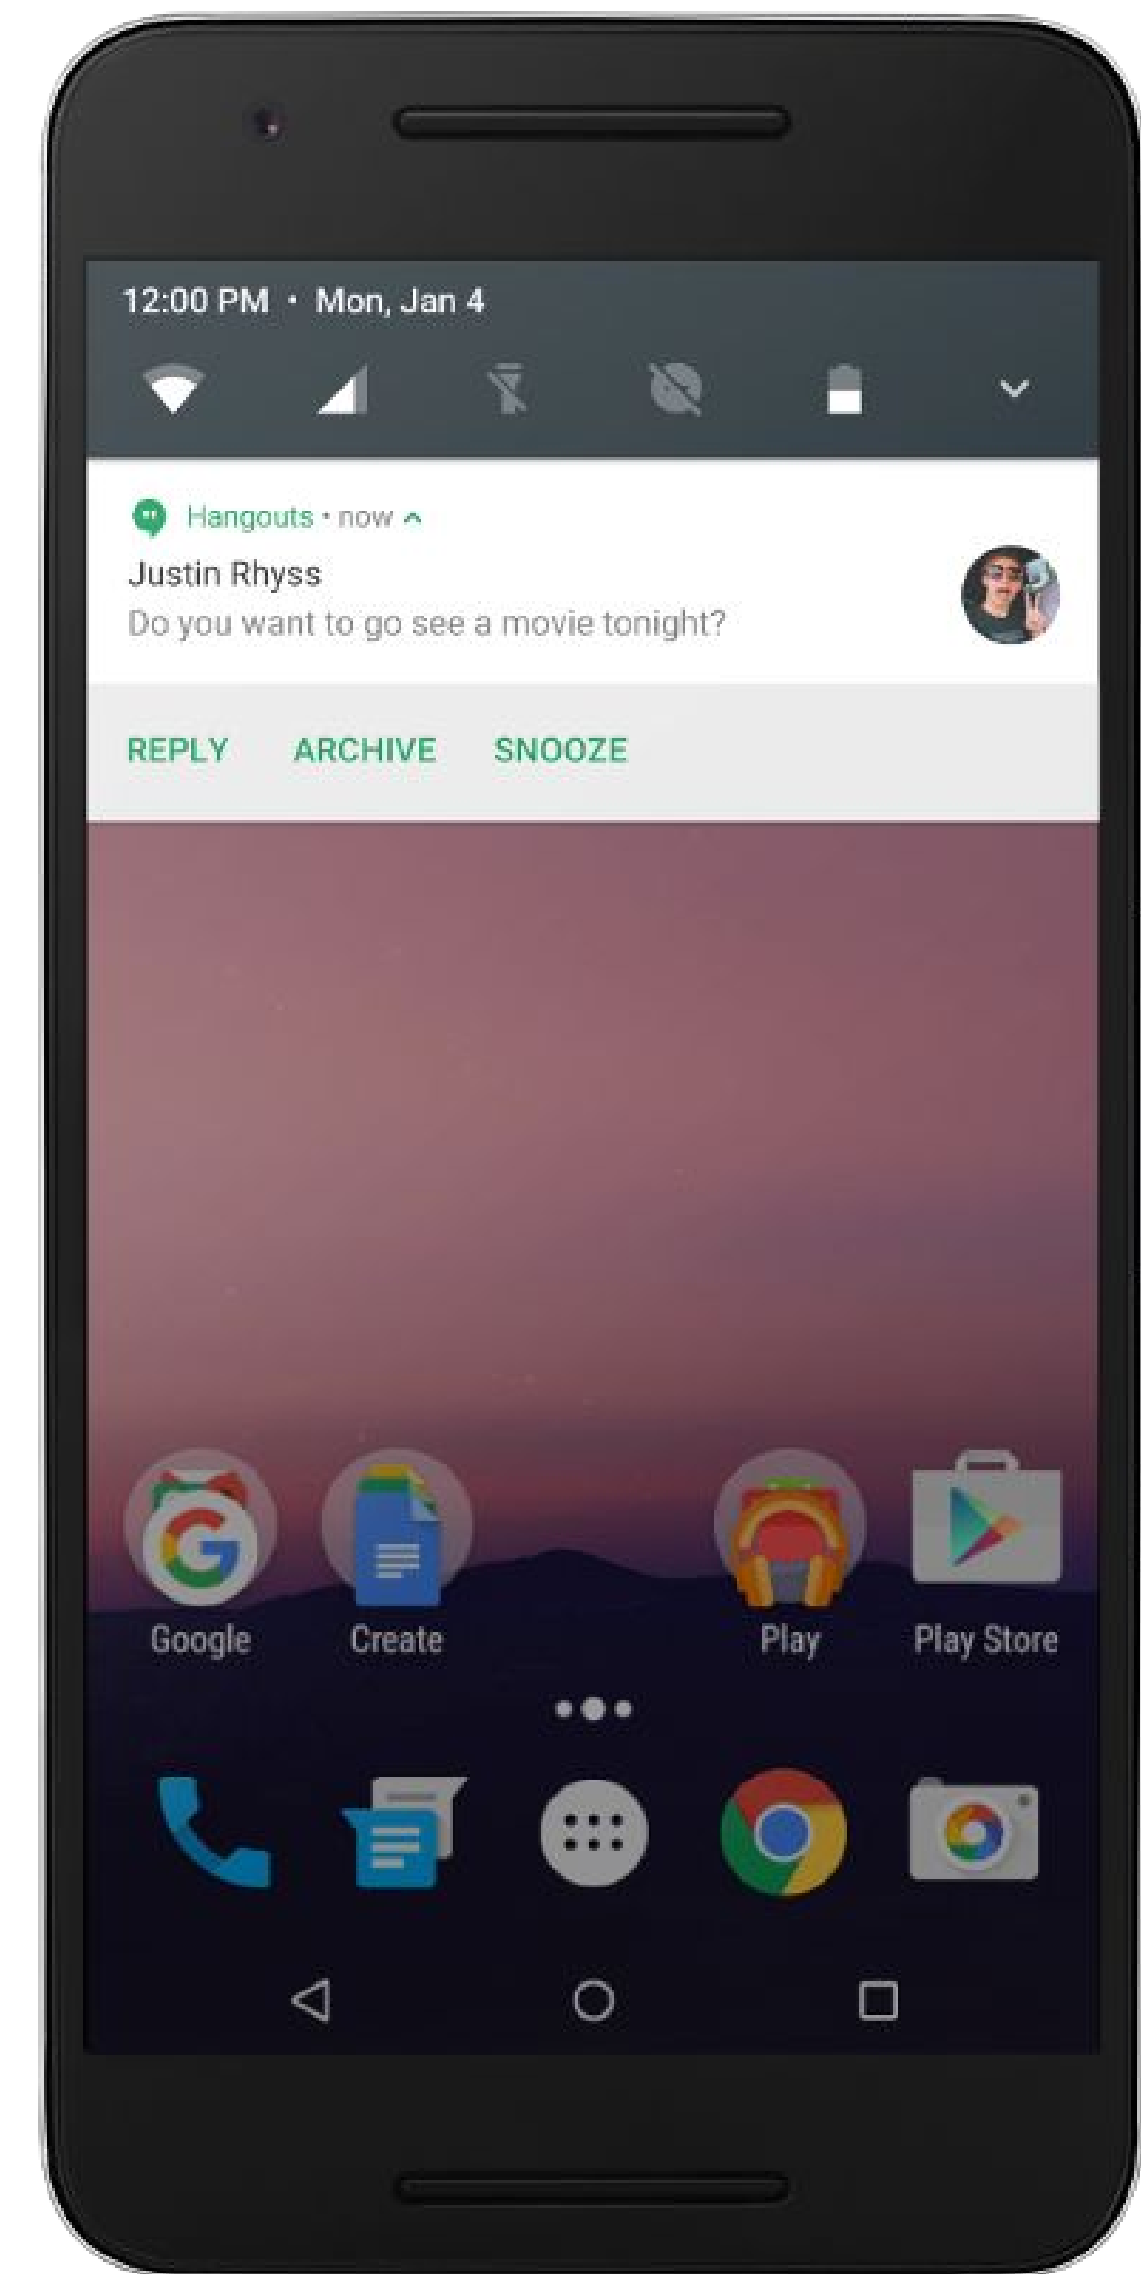 12:00 PM • Mon, Jan 4
Hangouts • now
Justin Rhyss
Do you want to go see a movie tonight?
REPLY ARCHIVE SNOOZE
Google Create Play Play Store